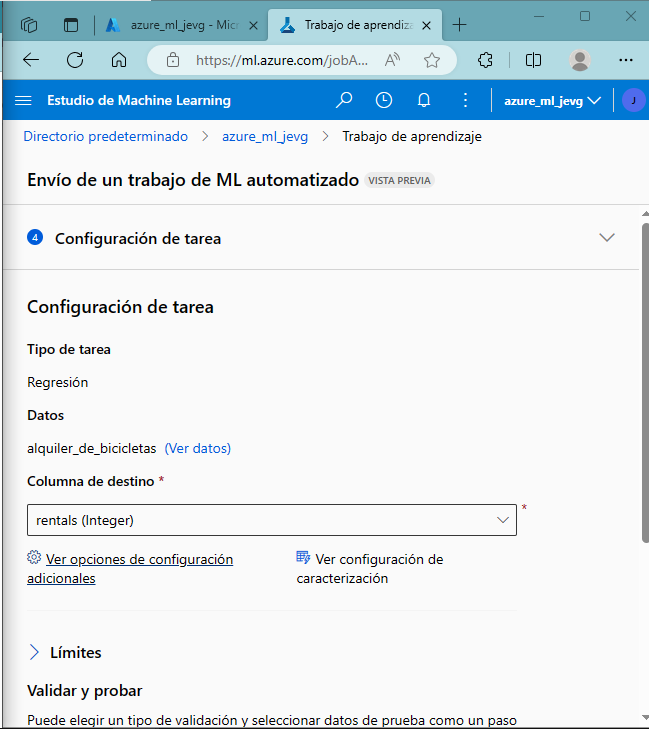 azure_ml_jevg - Mic
Trabajo de aprendiza
https://ml.azure.com/jobA...
Estudio de Machine Learning
azure_ml_jevg
J
Directorio predeterminado > azure_ml_jevg > Trabajo de aprendizaje
Envío de un trabajo de ML automatizado VISTA PREVIA
4 Configuración de tarea
Configuración de tarea
Tipo de tarea
Regresión
Datos
alquiler_de_bicicletas (Ver datos)
Columna de destino *
rentals (Integer) *
Ver opciones de configuración
adicionales
Ver configuración de
caracterización
Límites
Validar y probar
Puede elegir un tipo de validación y seleccionar datos de prueba como un paso